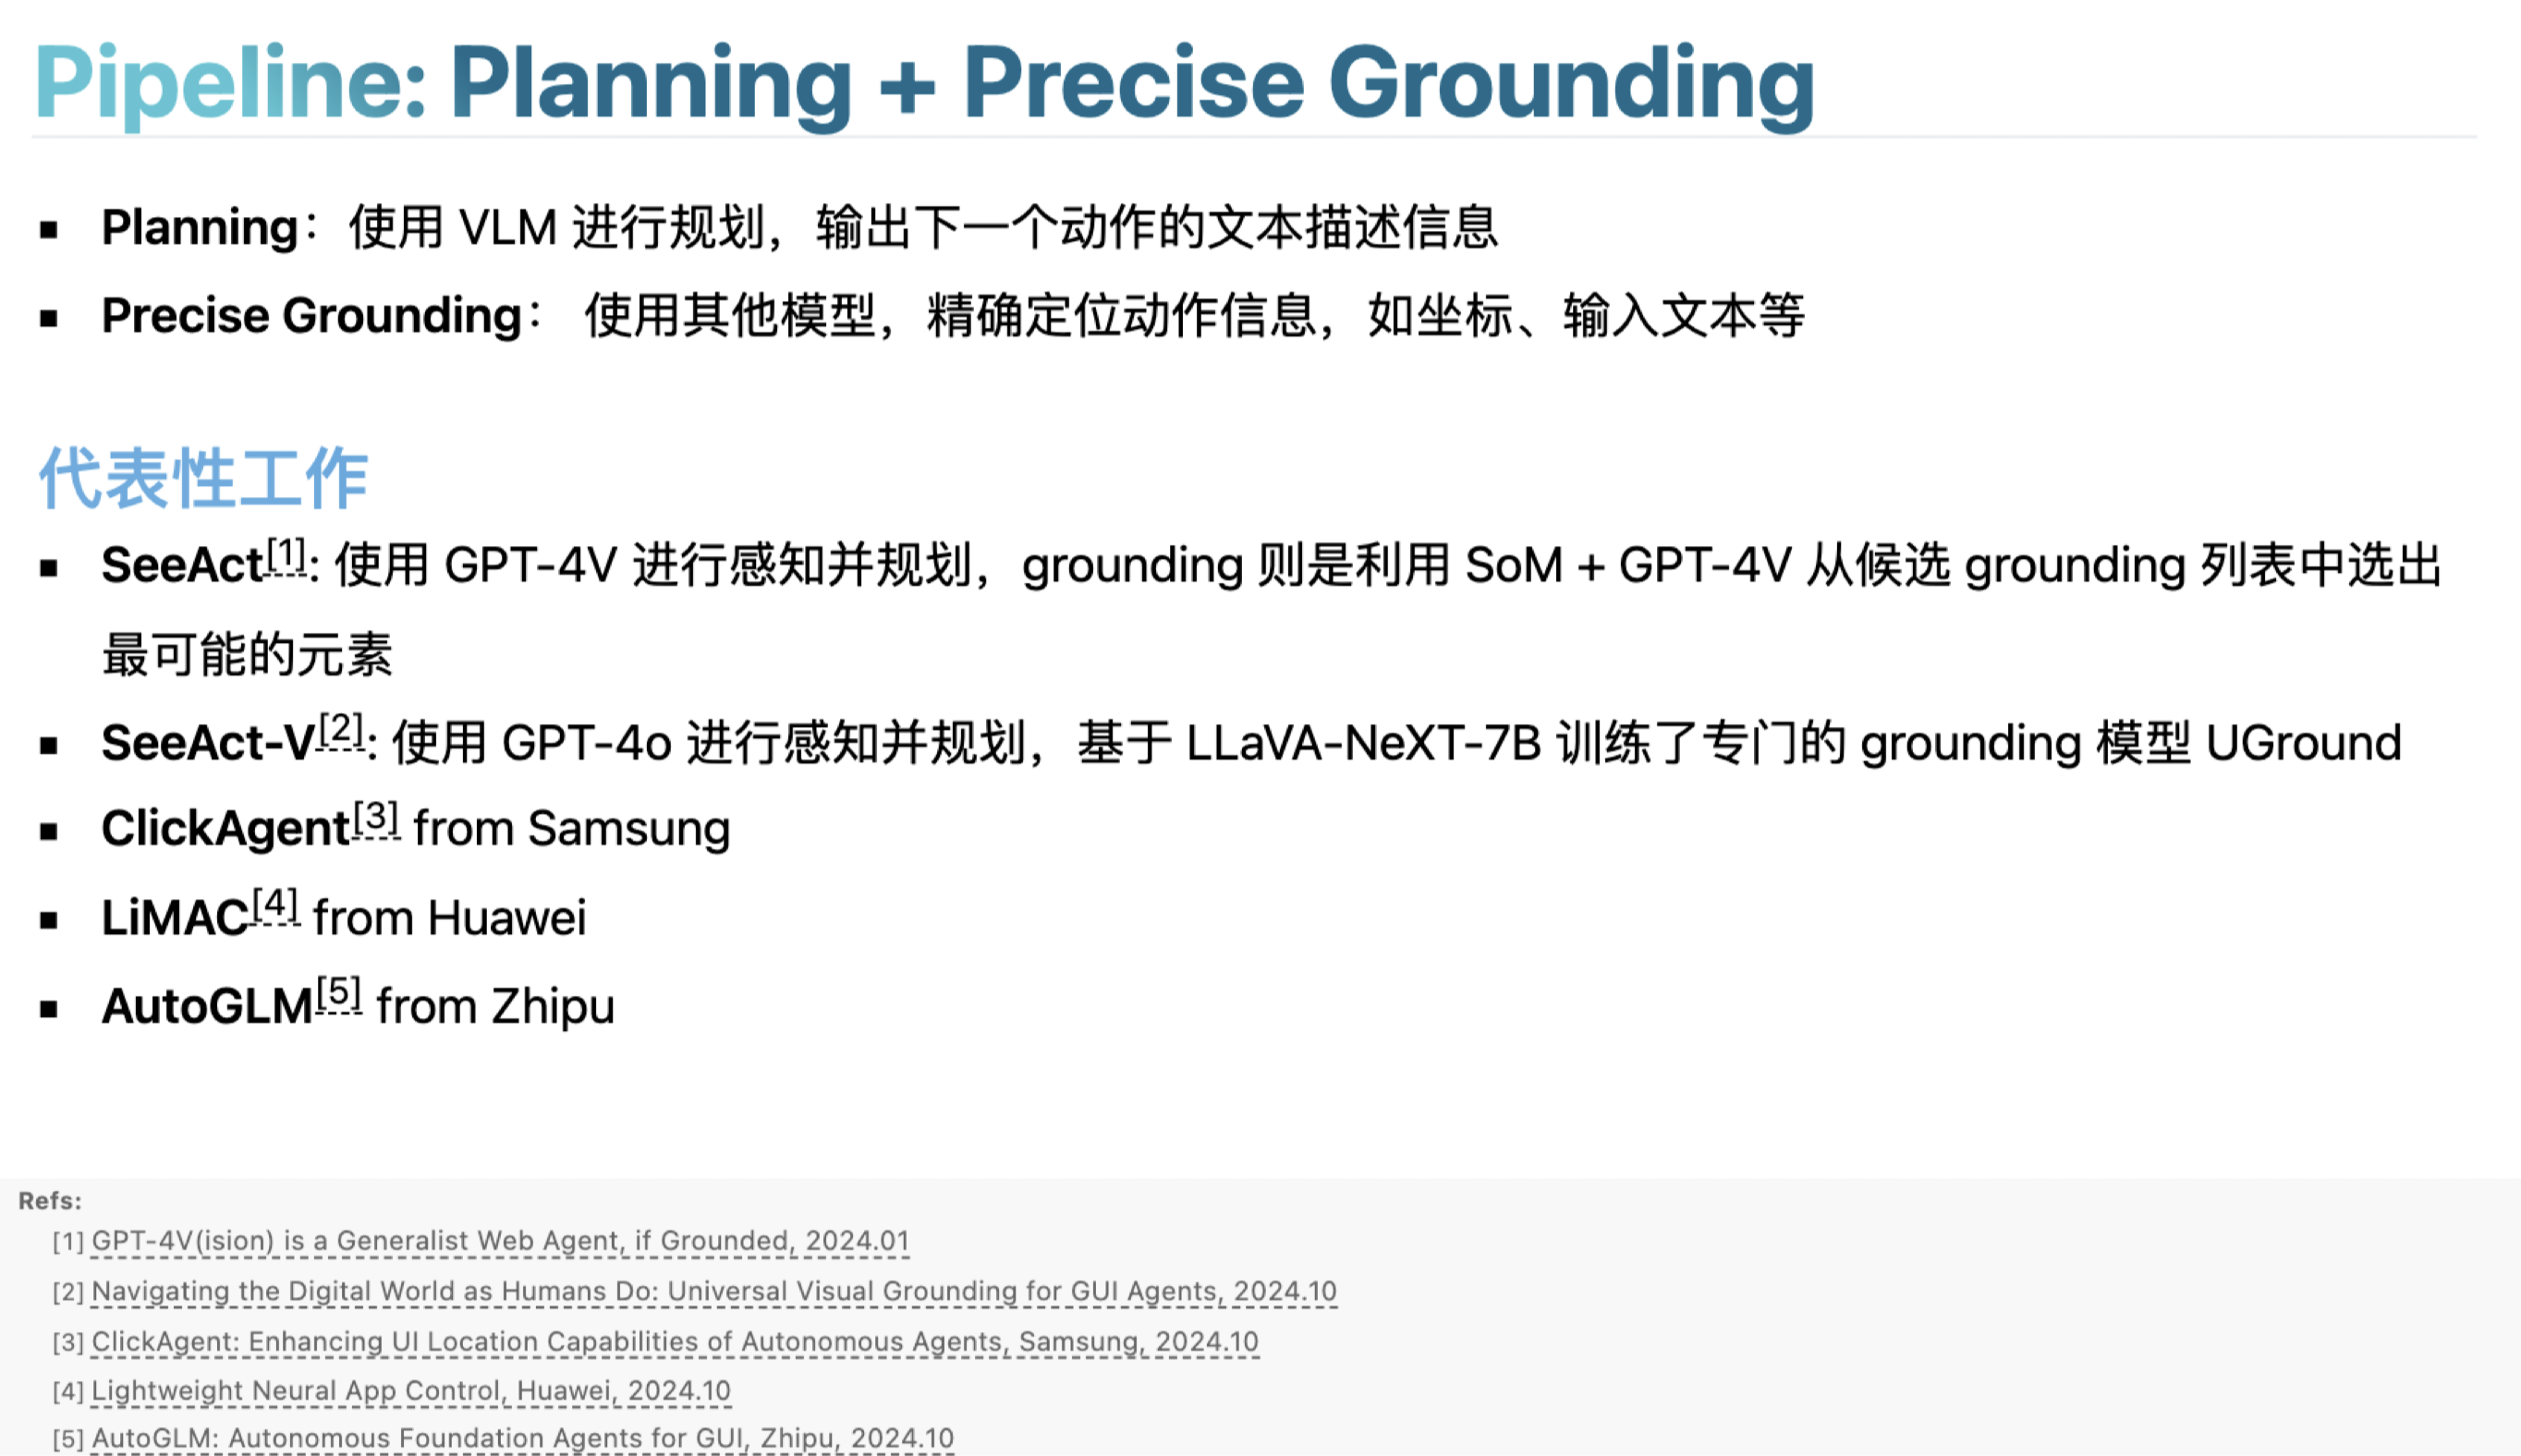 Pipeline: Planning + Precise Grounding
▪ Planning：使用 VLM 进行规划，输出下一个动作的文本描述信息
▪ Precise Grounding： 使用其他模型，精确定位动作信息，如坐标、输入文本等
代表性工作
▪ SeeAct[1]: 使用 GPT-4V 进行感知并规划，grounding 则是利用 SoM + GPT-4V 从候选 grounding 列表中选出
最可能的元素
▪ SeeAct-V[2]: 使用 GPT-4o 进行感知并规划，基于 LLaVA-NeXT-7B 训练了专门的 grounding 模型 UGround
▪ ClickAgent[3] from Samsung
▪ LiMAC[4] from Huawei
▪ AutoGLM[5] from Zhipu
Refs:
[1] GPT-4V(ision) is a Generalist Web Agent, if Grounded, 2024.01
[2] Navigating the Digital World as Humans Do: Universal Visual Grounding for GUI Agents, 2024.10
[3] ClickAgent: Enhancing UI Location Capabilities of Autonomous Agents, Samsung, 2024.10
[4] Lightweight Neural App Control, Huawei, 2024.10
[5] AutoGLM: Autonomous Foundation Agents for GUI, Zhipu, 2024.10